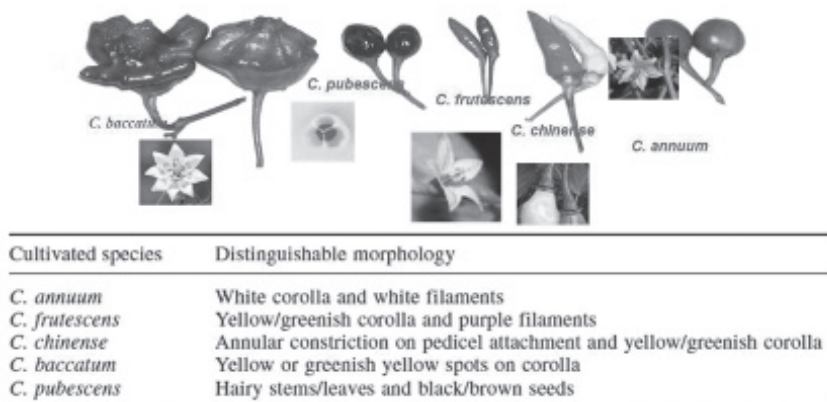 C. pubescens
C. frutescens
C. baccatum
C. chinense
C. annuum
Cultivated species Distinguishable morphology
C. annuum White corolla and white filaments
C. frutescens Yellow/greenish corolla and purple filaments
C. chinense Annular constriction on pedicel attachment and yellow/greenish corolla
C. baccatum Yellow or greenish yellow spots on corolla
C. pubescens Hairy stems/leaves and black/brown seeds